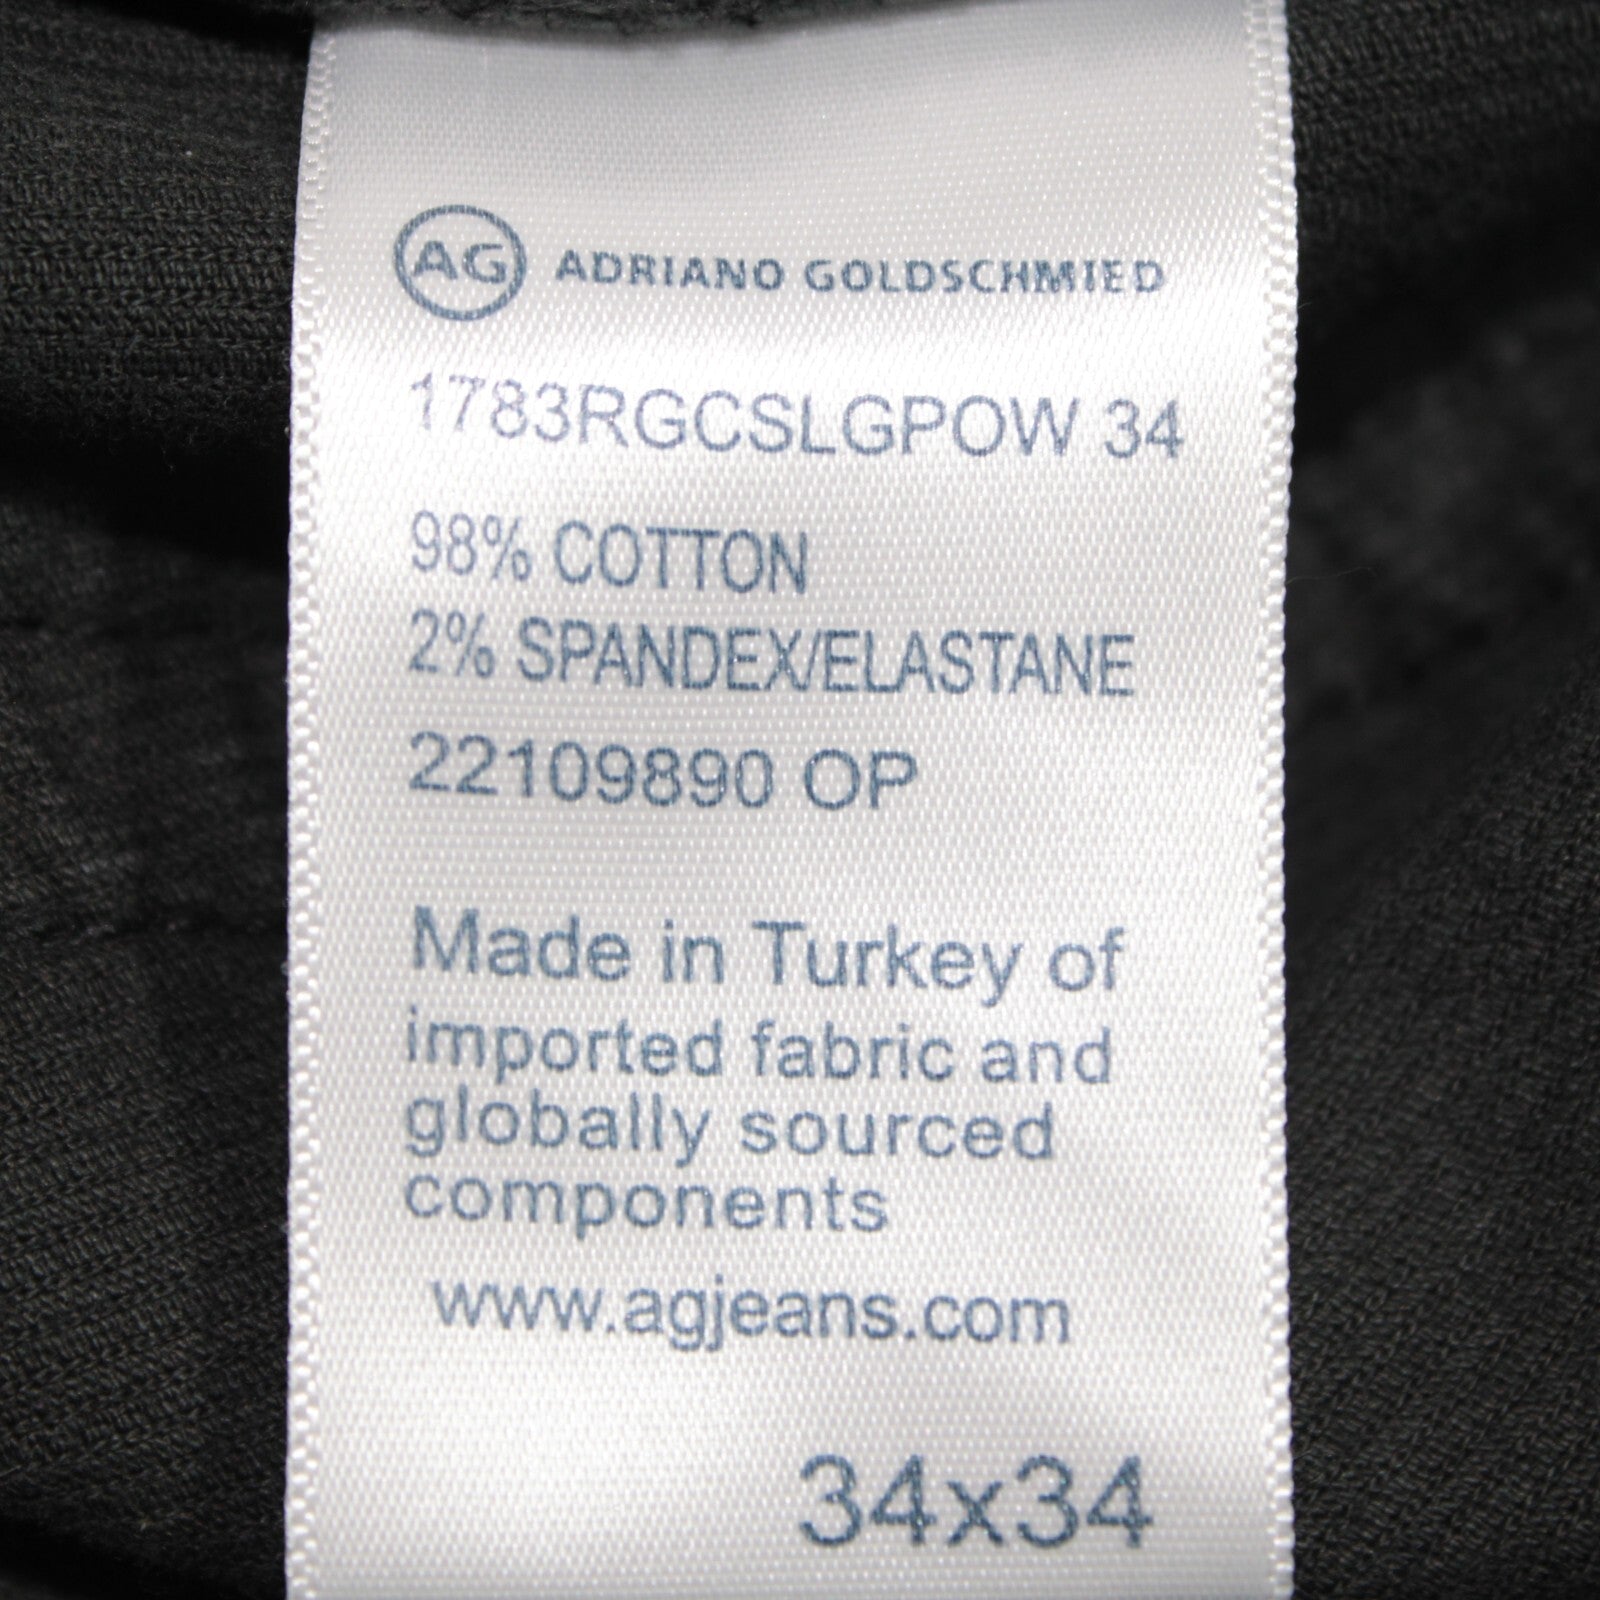 AG ADRIANO GOLDSCHMIED
1783RGCSLGPOW 34
98% COTTON
2% SPANDEX/ELASTANE
22109890 OP
Made in Turkey of
imported fabric and
globally sourced
components
www.agjeans.com
34x34